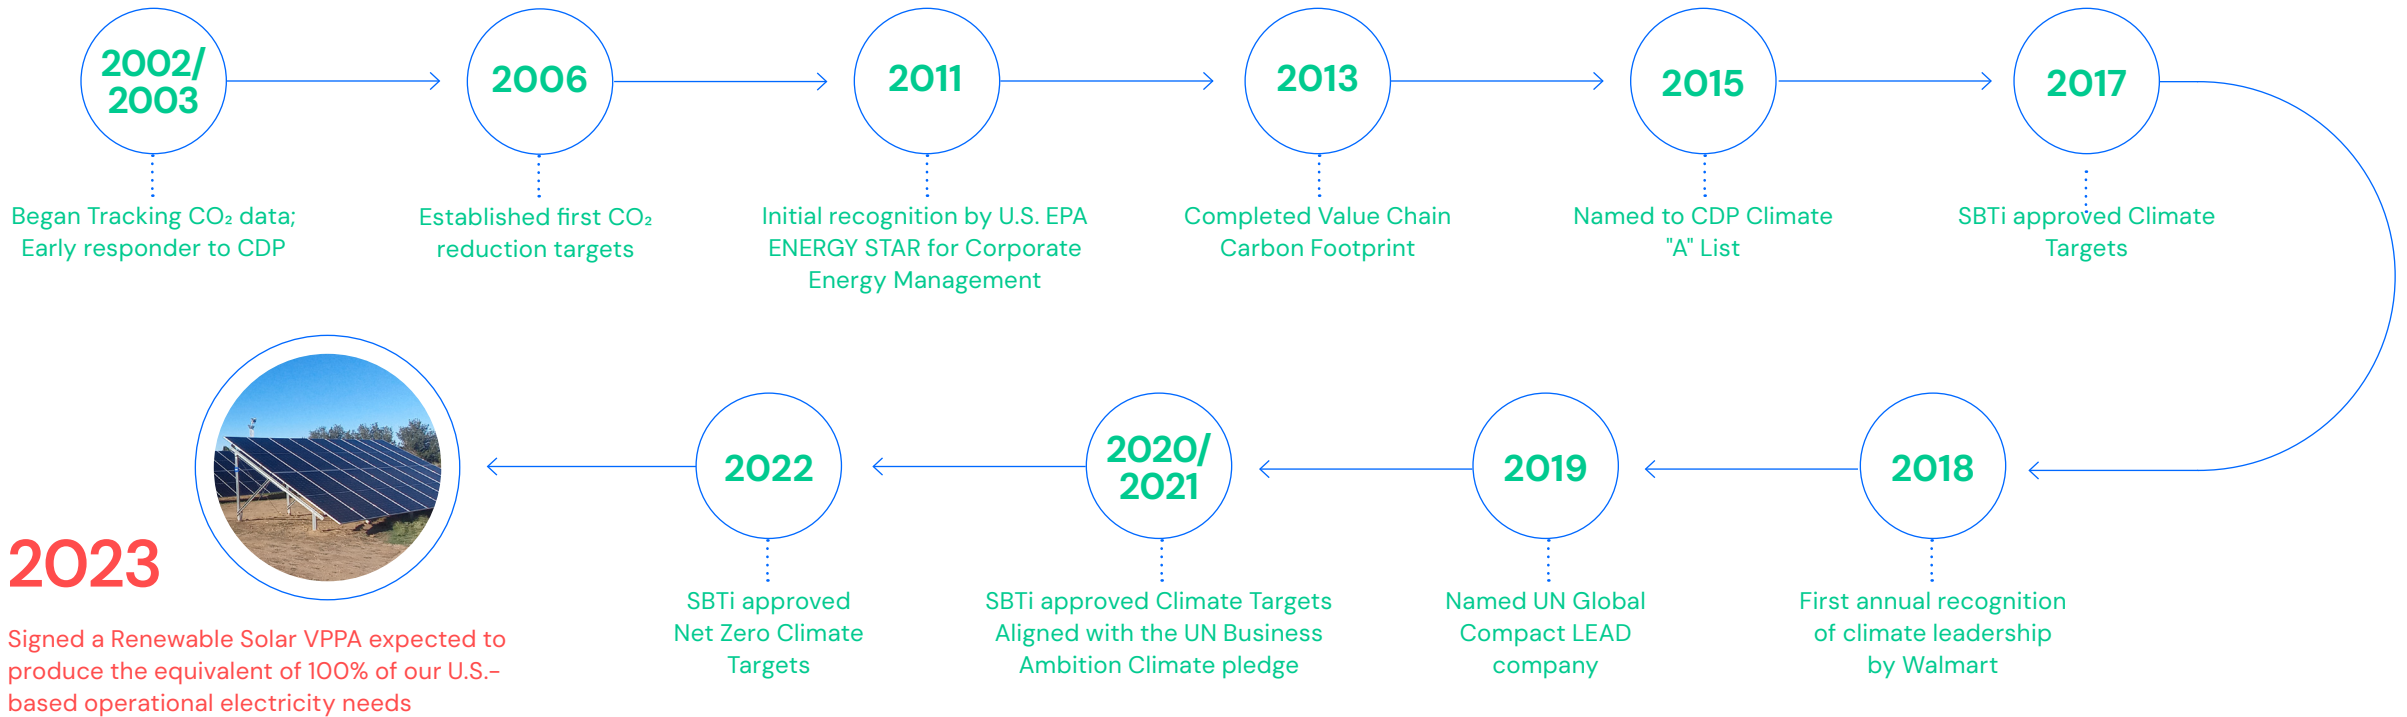 2002/
2003
Began Tracking CO₂ data;
Early responder to CDP
2006
Established first CO₂
reduction targets
2011
Initial recognition by U.S. EPA
ENERGY STAR for Corporate
Energy Management
2013
Completed Value Chain
Carbon Footprint
2015
Named to CDP Climate
"A" List
2017
SBTi approved Climate
Targets
2018
First annual recognition
of climate leadership
by Walmart
2019
Named UN Global
Compact LEAD
company
2020/
2021
SBTi approved Climate Targets
Aligned with the UN Business
Ambition Climate pledge
2022
SBTi approved
Net Zero Climate
Targets
2023
Signed a Renewable Solar VPPA expected to
produce the equivalent of 100% of our U.S.-
based operational electricity needs